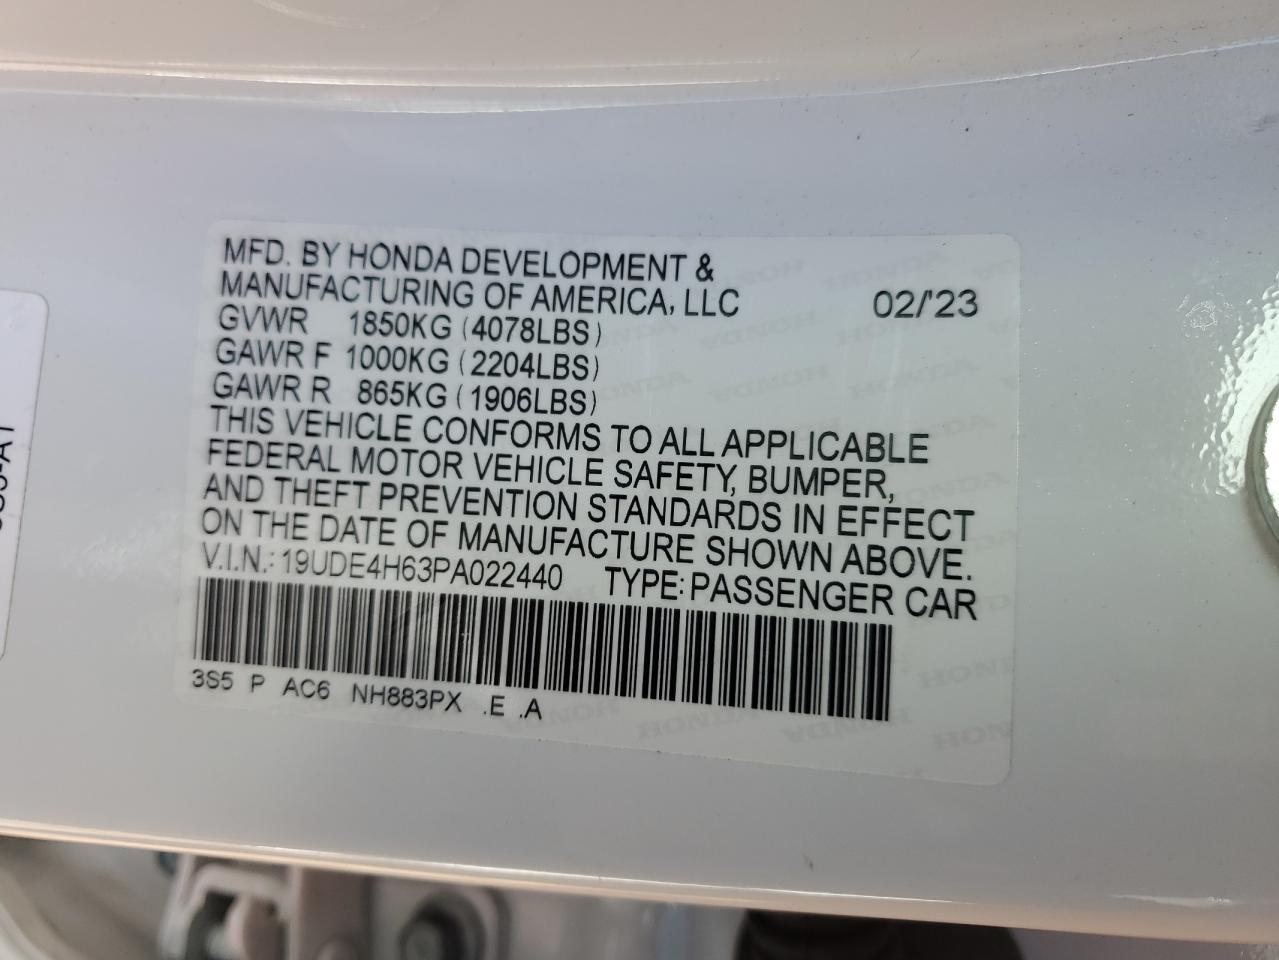 MFD. BY HONDA DEVELOPMENT &
MANUFACTURING OF AMERICA, LLC 02/'23
GVWR 1850KG (4078LBS)
GAWR F 1000KG (2204LBS)
GAWR R 865KG (1906LBS)
THIS VEHICLE CONFORMS TO ALL APPLICABLE
FEDERAL MOTOR VEHICLE SAFETY, BUMPER,
AND THEFT PREVENTION STANDARDS IN EFFECT
ON THE DATE OF MANUFACTURE SHOWN ABOVE.
V.I.N.: 19UDE4H63PA022440 TYPE: PASSENGER CAR
3S5 P AC6 NH883PX .E .A